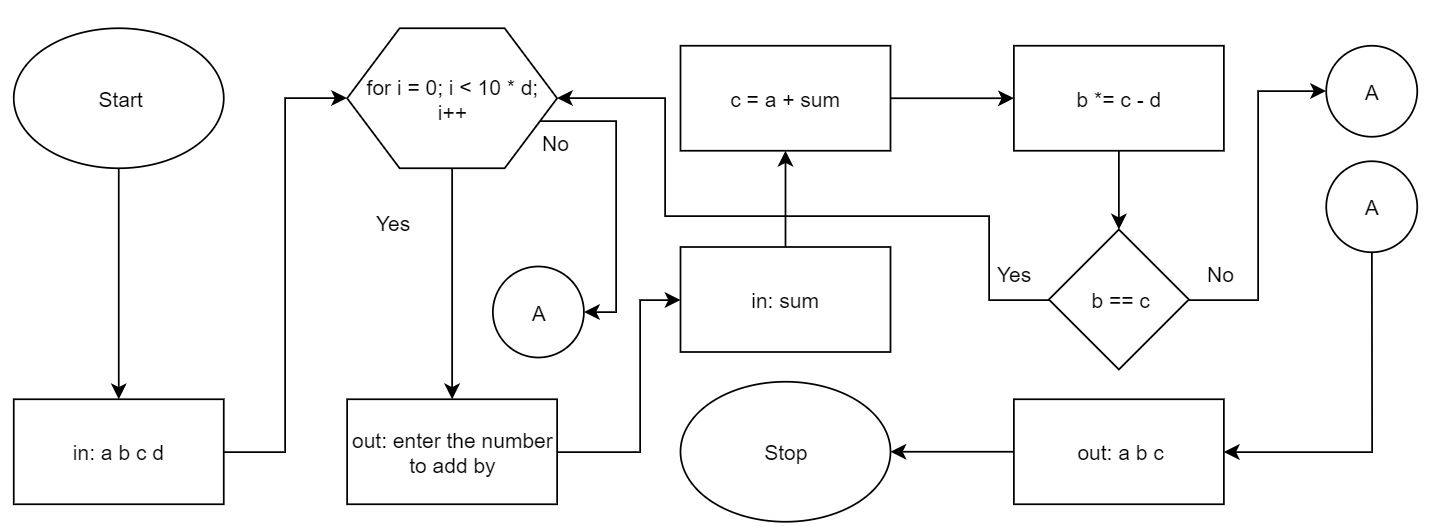 Start
for i = 0; i < 10 * d;
i++
No
Yes
A
in: a b c d
out: enter the number
to add by
in: sum
c = a + sum
b *= c - d
b == c
Yes
No
A
A
out: a b c
Stop